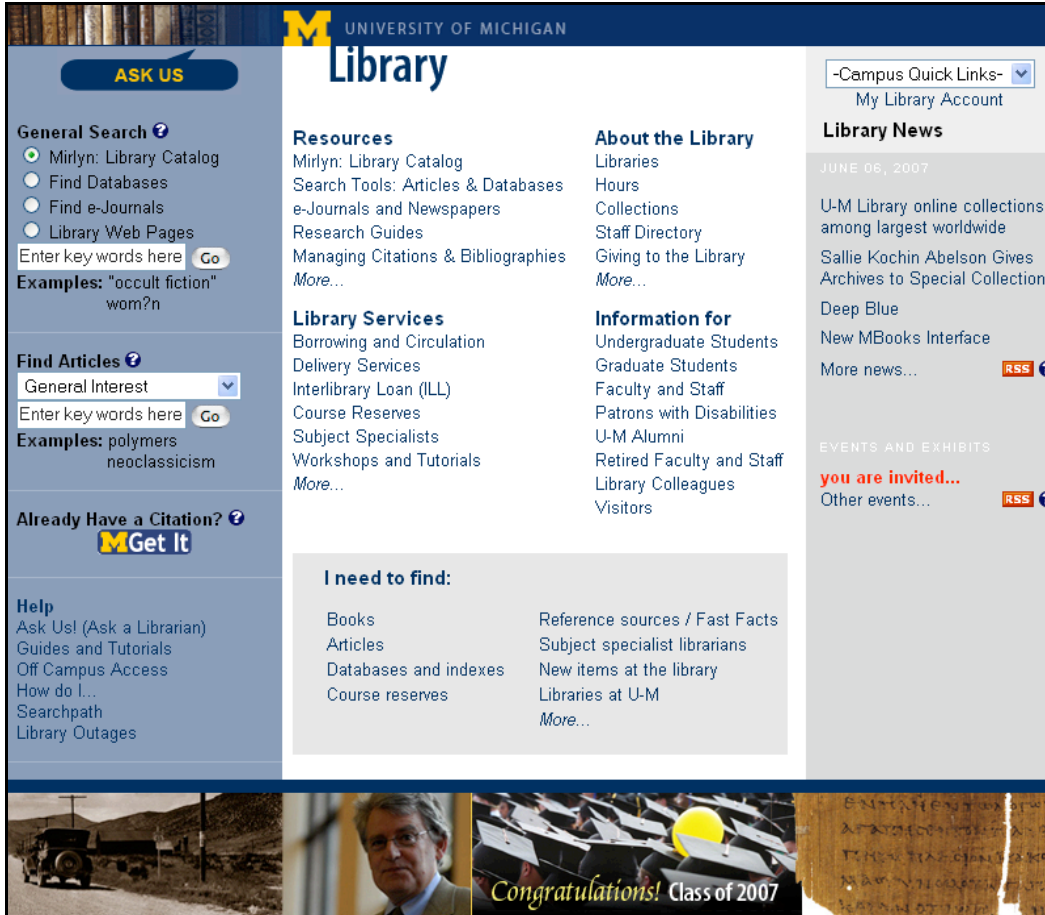 M UNIVERSITY OF MICHIGAN
Library
ASK US
General Search ?
Mirlyn: Library Catalog
Find Databases
Find e-Journals
Library Web Pages
Enter key words here Go
Examples: "occult fiction"
wom?n
Find Articles ?
General Interest
Enter key words here Go
Examples: polymers
neoclassicism
Already Have a Citation? ?
MGet It
Help
Ask Us! (Ask a Librarian)
Guides and Tutorials
Off Campus Access
How do I...
Searchpath
Library Outages
Resources
Mirlyn: Library Catalog
Search Tools: Articles & Databases
e-Journals and Newspapers
Research Guides
Managing Citations & Bibliographies
More...
About the Library
Libraries
Hours
Collections
Staff Directory
Giving to the Library
More...
Library Services
Borrowing and Circulation
Delivery Services
Interlibrary Loan (ILL)
Course Reserves
Subject Specialists
Workshops and Tutorials
More...
Information for
Undergraduate Students
Graduate Students
Faculty and Staff
Patrons with Disabilities
U-M Alumni
Retired Faculty and Staff
Library Colleagues
Visitors
I need to find:
Books
Articles
Databases and indexes
Course reserves
Reference sources / Fast Facts
Subject specialist librarians
New items at the library
Libraries at U-M
More...
-Campus Quick Links-
My Library Account
Library News
JUNE 06, 2007
U-M Library online collections
among largest worldwide
Sallie Kochin Abelson Gives
Archives to Special Collection
Deep Blue
New MBooks Interface
More news... RSS
EVENTS AND EXHIBITS
you are invited...
Other events... RSS
Congratulations! Class of 2007